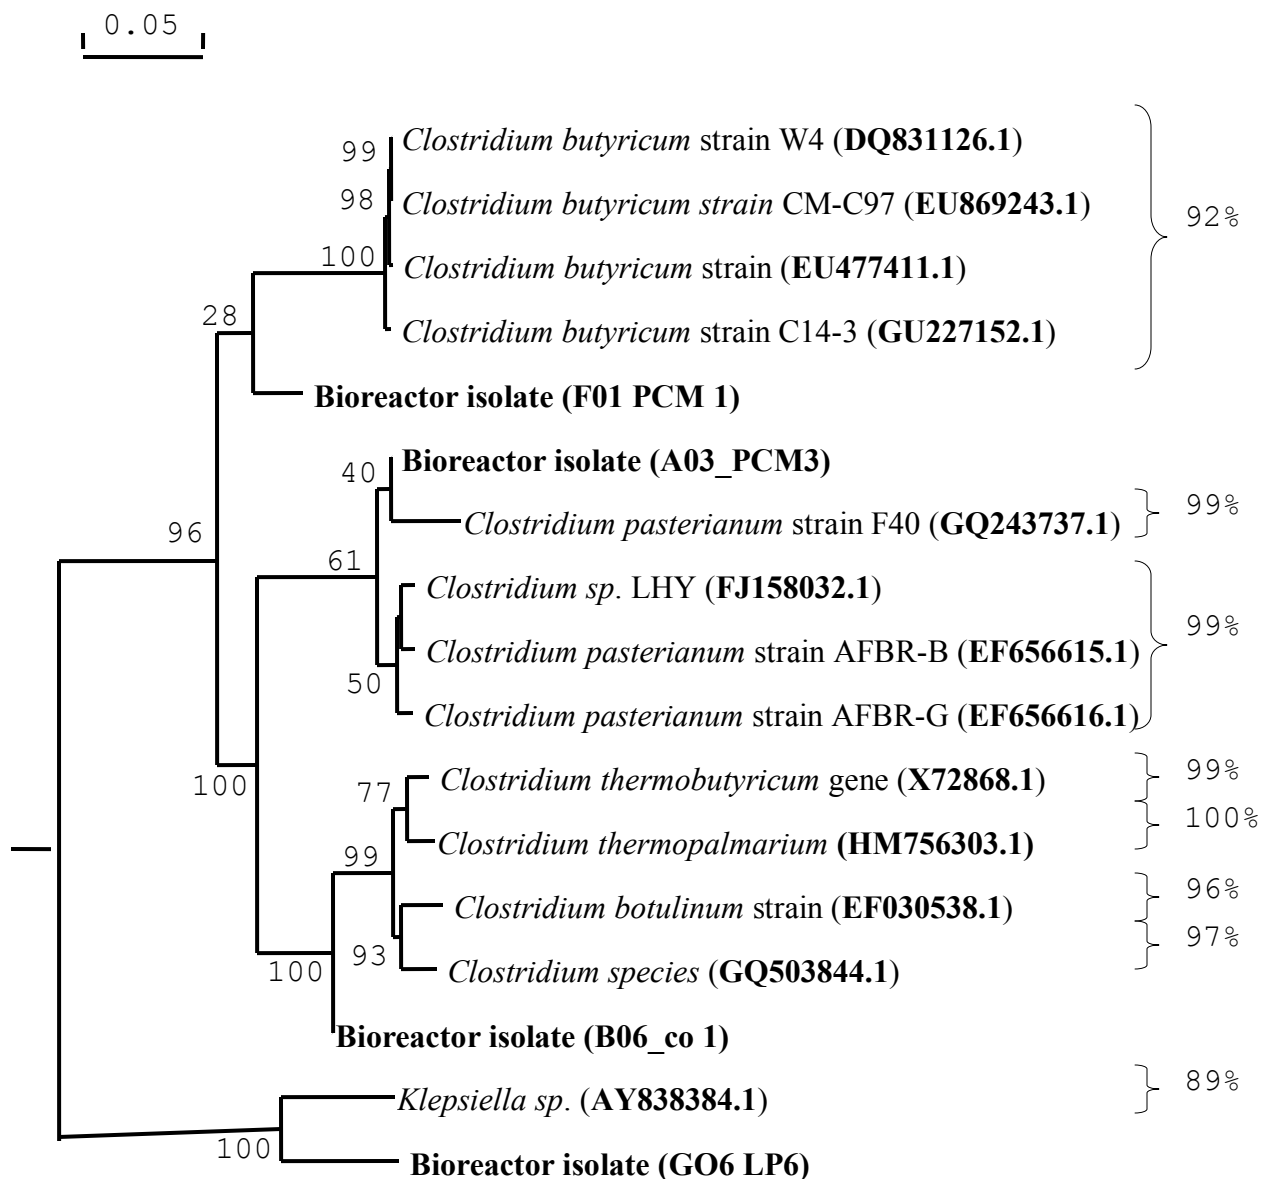 0.05
99
Clostridium butyricum strain W4 (DQ831126.1)
98
Clostridium butyricum strain CM-C97 (EU869243.1)
92%
100
Clostridium butyricum strain (EU477411.1)
28
Clostridium butyricum strain C14-3 (GU227152.1)
Bioreactor isolate (F01 PCM 1)
40
Bioreactor isolate (A03_PCM3)
99%
Clostridium pasterianum strain F40 (GQ243737.1)
96
61
Clostridium sp. LHY (FJ158032.1)
99%
Clostridium pasterianum strain AFBR-B (EF656615.1)
50
Clostridium pasterianum strain AFBR-G (EF656616.1)
100
77
Clostridium thermobutyricum gene (X72868.1)
99%
100%
99
Clostridium thermopalmarium (HM756303.1)
96%
Clostridium botulinum strain (EF030538.1)
97%
93
100
Clostridium species (GQ503844.1)
Bioreactor isolate (B06_co 1)
89%
Klepsiella sp. (AY838384.1)
100
Bioreactor isolate (GO6 LP6)